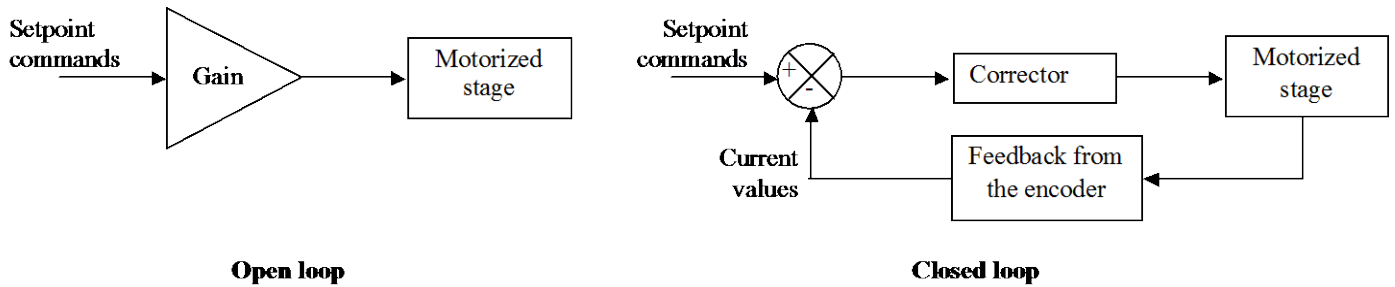 Setpoint
commands
Gain
Motorized
stage
Open loop
Setpoint
commands
+
-
Corrector
Motorized
stage
Current
values
Feedback from
the encoder
Closed loop